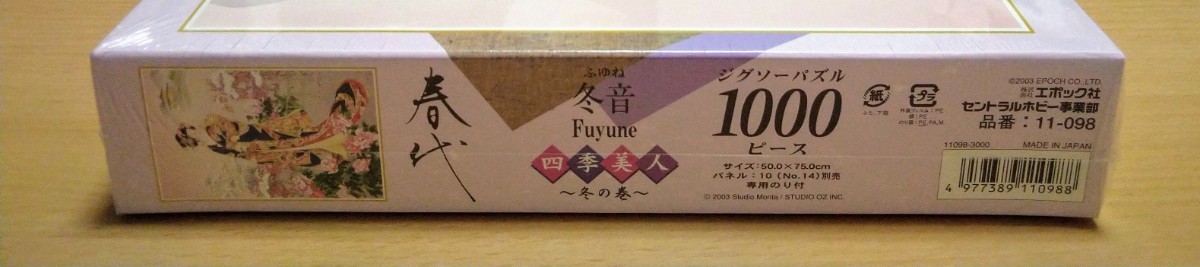 春代
ふゆね
冬音
Fuyune
四季美人
～冬の巻～
ジグソーパズル
1000
ピース
サイズ:50.0×75.0cm
パネル:10(No.14)別売
専用のり付
© 2003 Studio Morita / STUDIO OZ INC.
紙
プラ
©2003 EPOCH CO.,LTD.
株式会社 エポック社
セントラルホビー事業部
品番:11-098
11098-3000 MADE IN JAPAN
4 977389 110988